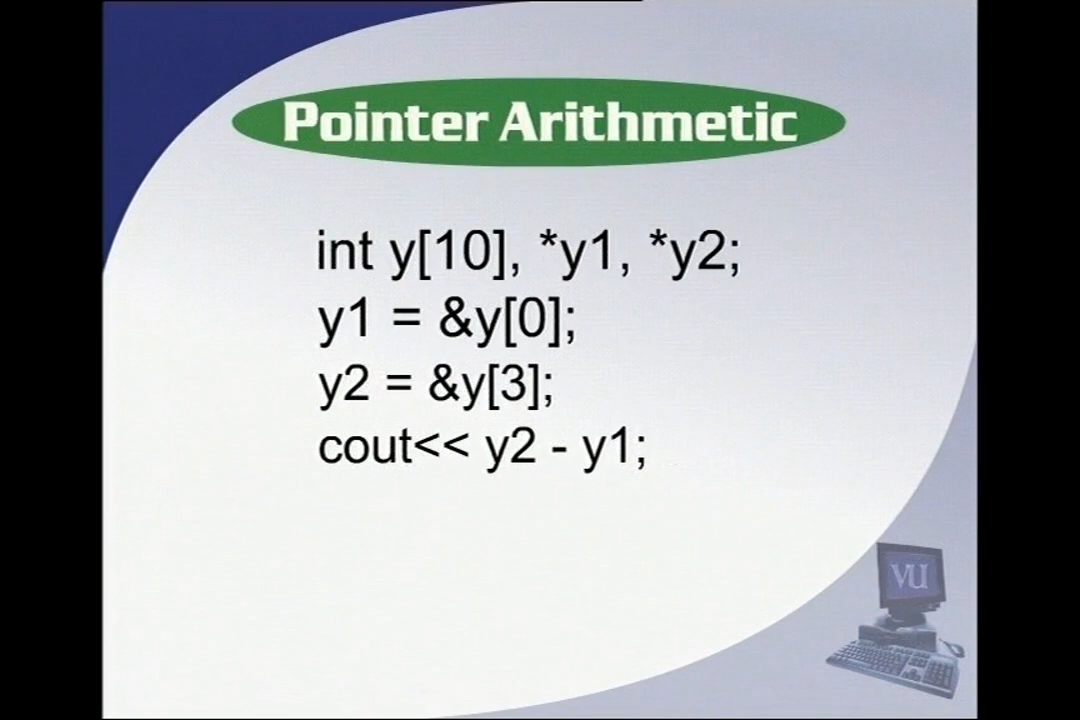 Pointer Arithmetic
int y[10], *y1, *y2;
y1 = &y[0];
y2 = &y[3];
cout<< y2 - y1;
VU